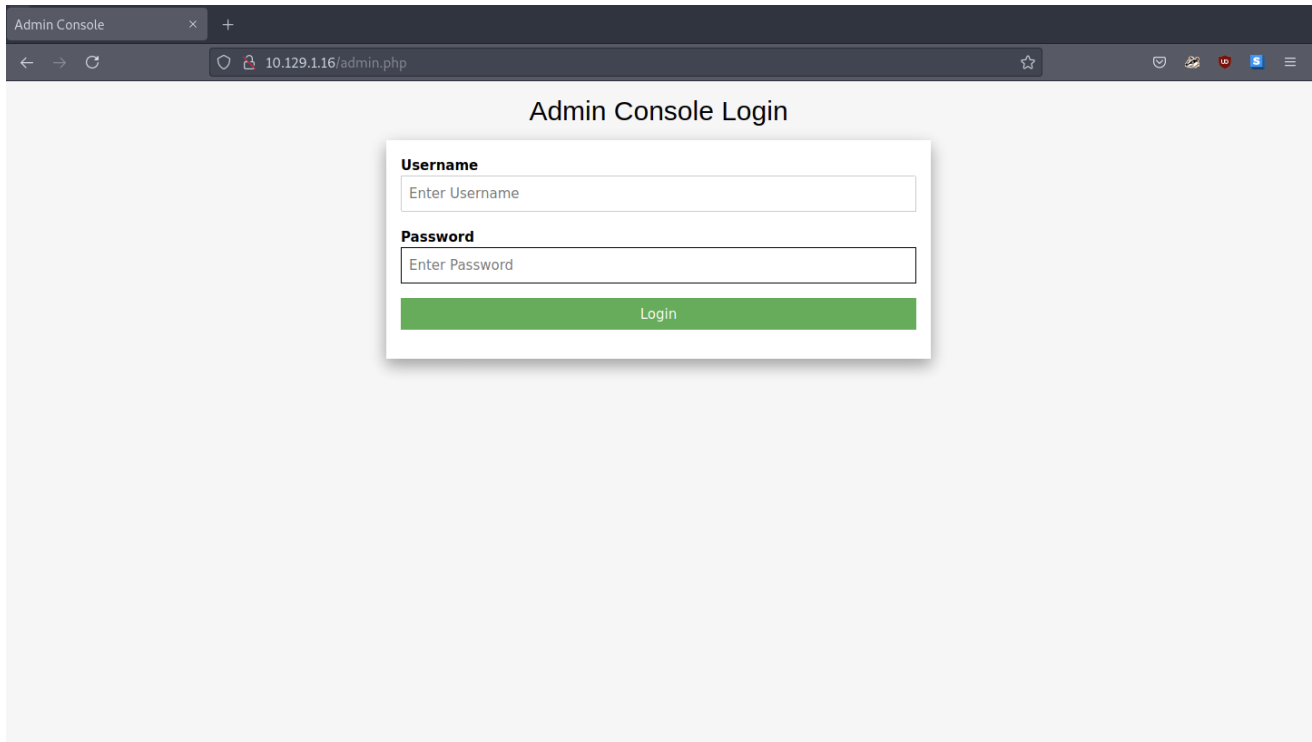 Admin Console
10.129.1.16/admin.php
Admin Console Login
Username
Enter Username
Password
Enter Password
Login